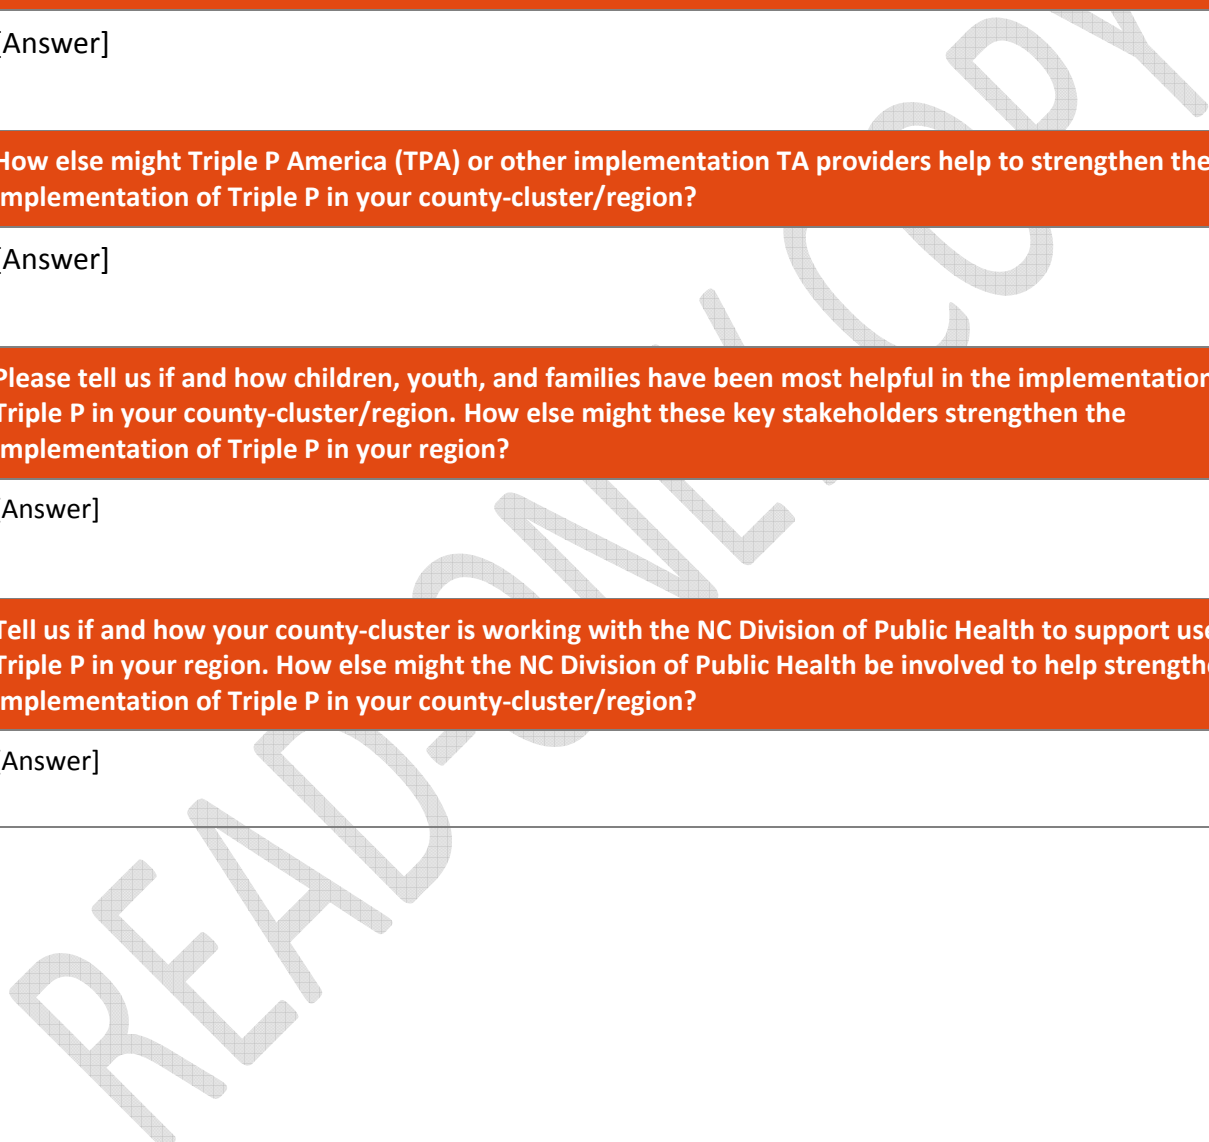 [Answer]
How else might Triple P America (TPA) or other implementation TA providers help to strengthen the
implementation of Triple P in your county-cluster/region?
[Answer]
Please tell us if and how children, youth, and families have been most helpful in the implementation
Triple P in your county-cluster/region. How else might these key stakeholders strengthen the
implementation of Triple P in your region?
[Answer]
Tell us if and how your county-cluster is working with the NC Division of Public Health to support use
Triple P in your region. How else might the NC Division of Public Health be involved to help strengthe
implementation of Triple P in your county-cluster/region?
[Answer]
READ-ONLY COPY